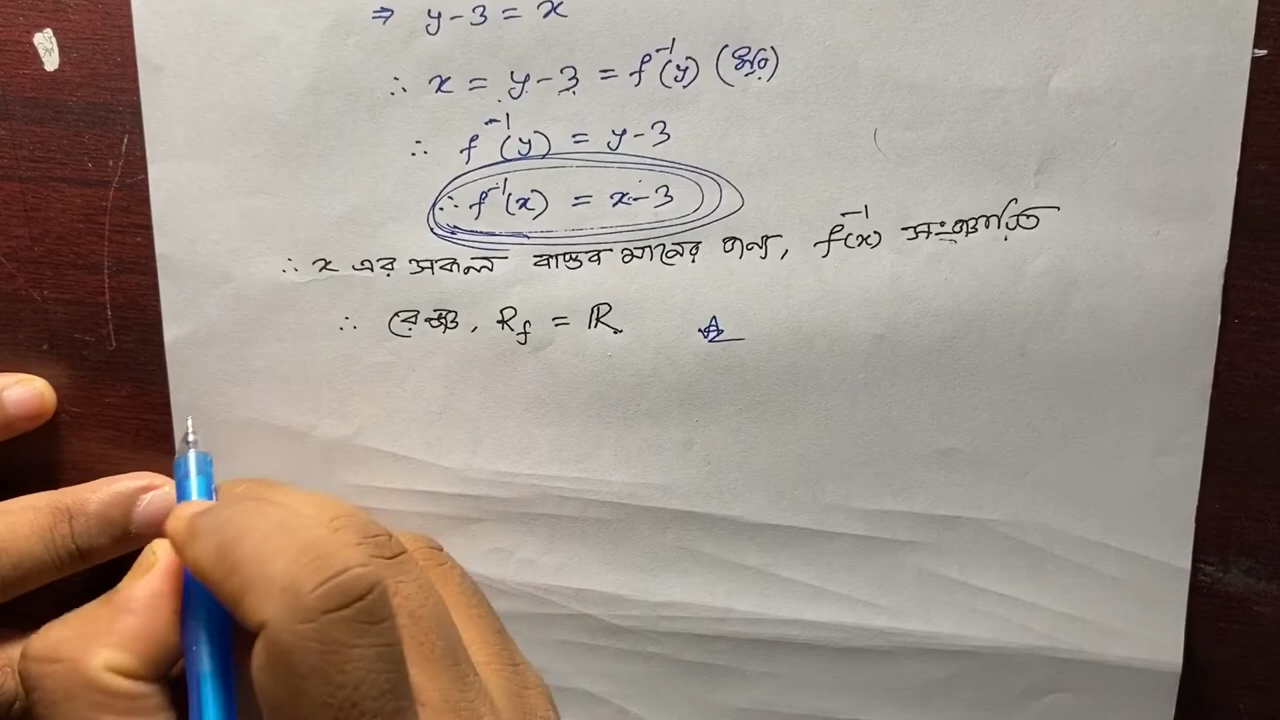 ⇒ y-3 = x
∴ x = y-3 = f⁻¹(y) (ধরি)
∴ f⁻¹(y) = y-3
∴ f⁻¹(x) = x-3
∴ x এর সকল বাস্তব মানের জন্য, f⁻¹(x) সংজ্ঞায়িত
∴ রেঞ্জ, R_f = ℝ